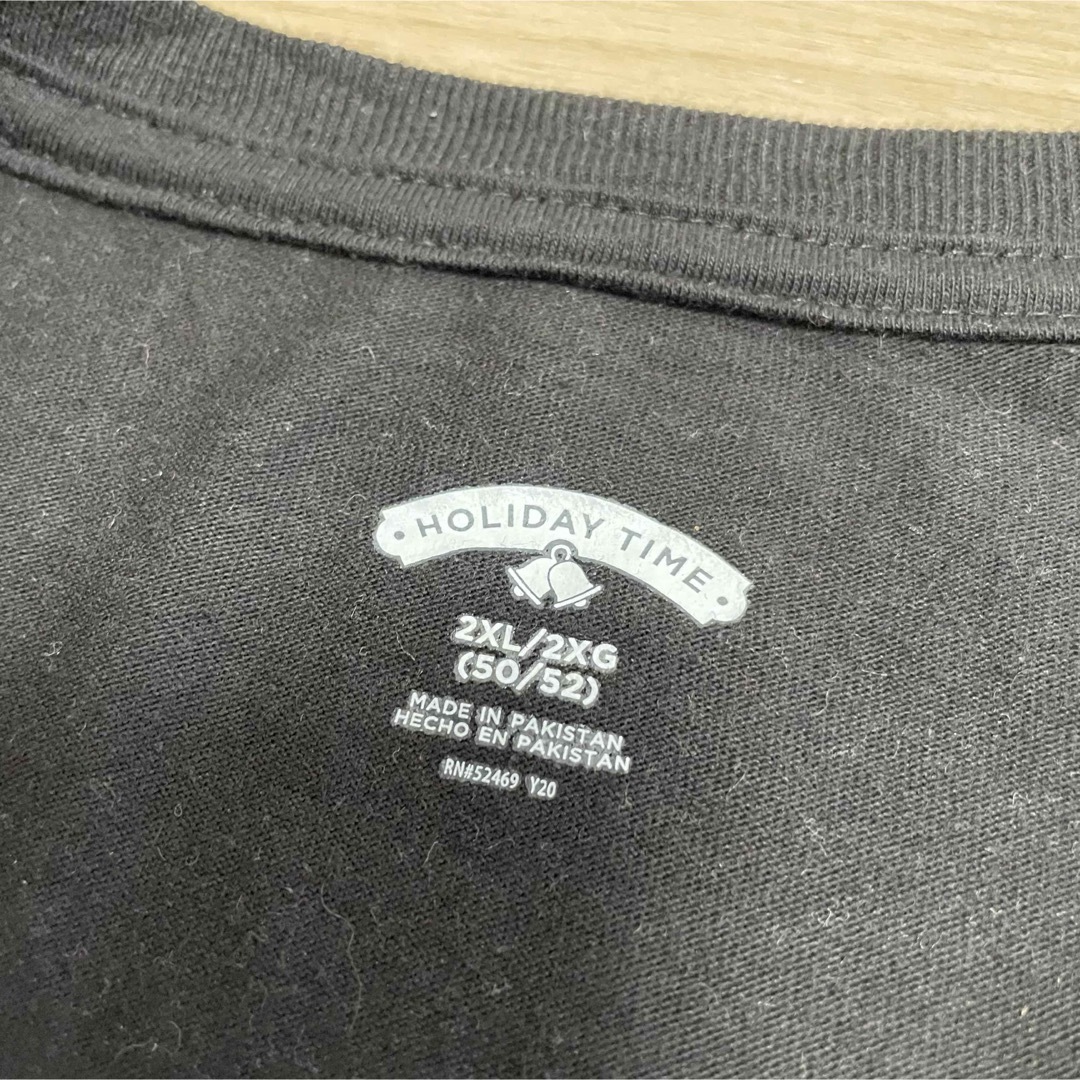 • HOLIDAY TIME •
2XL/2XG
(50/52)
MADE IN PAKISTAN
HECHO EN PAKISTAN
RN#52469 Y20